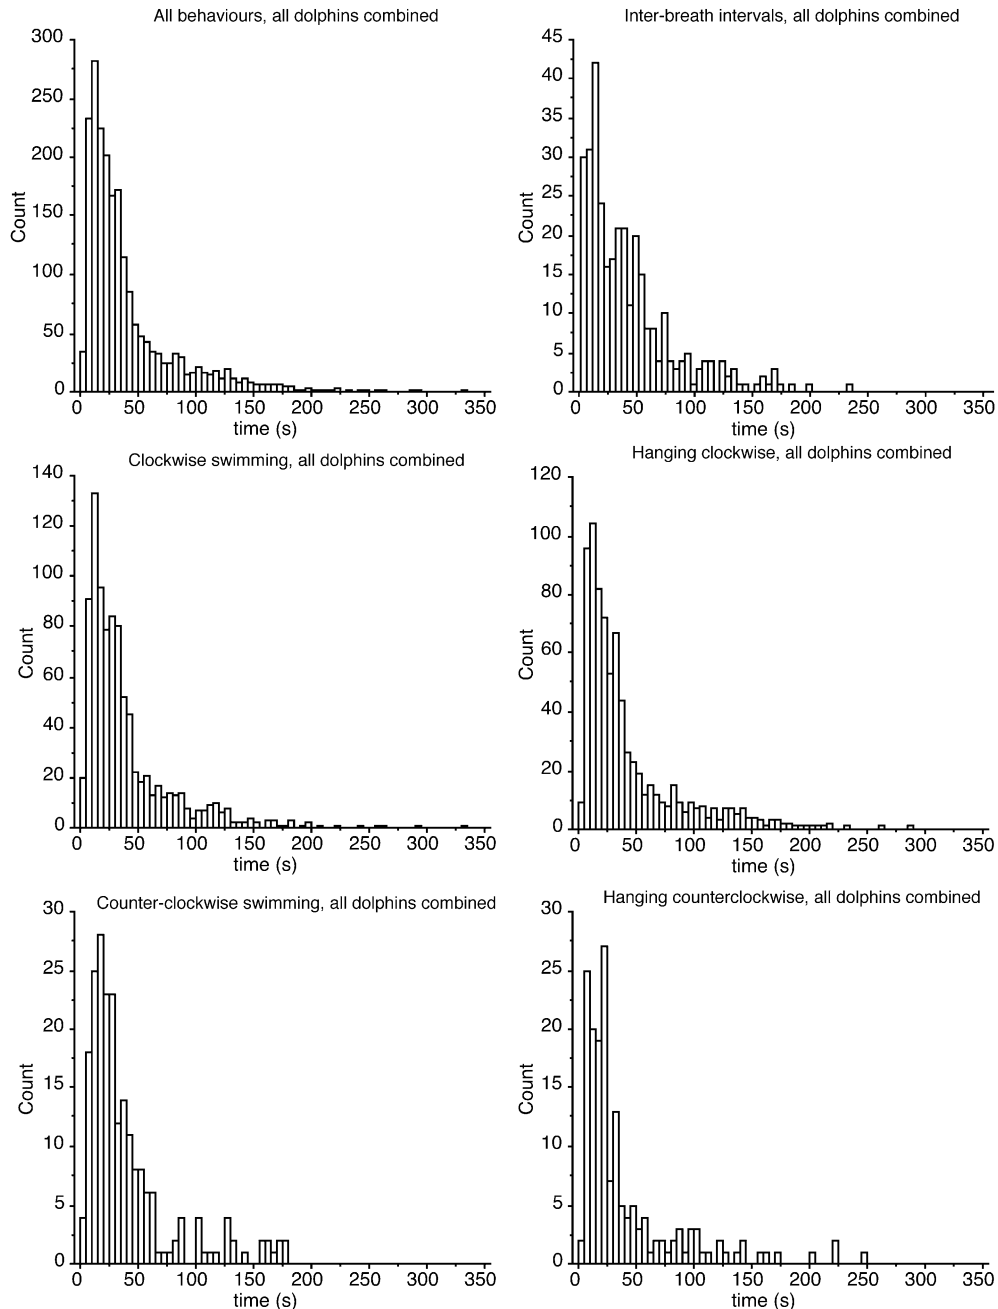 All behaviours, all dolphins combined
300
250
200
150
100
50
0
Count
0 50 100 150 200 250 300 350
time (s)
Inter-breath intervals, all dolphins combined
45
40
35
30
25
20
15
10
5
0
Count
0 50 100 150 200 250 300 350
time (s)
Clockwise swimming, all dolphins combined
140
120
100
80
60
40
20
0
Count
0 50 100 150 200 250 300 350
time (s)
Hanging clockwise, all dolphins combined
120
100
80
60
40
20
0
Count
0 50 100 150 200 250 300 350
time (s)
Counter-clockwise swimming, all dolphins combined
30
25
20
15
10
5
0
Count
0 50 100 150 200 250 300 350
time (s)
Hanging counterclockwise, all dolphins combined
30
25
20
15
10
5
0
Count
0 50 100 150 200 250 300 350
time (s)